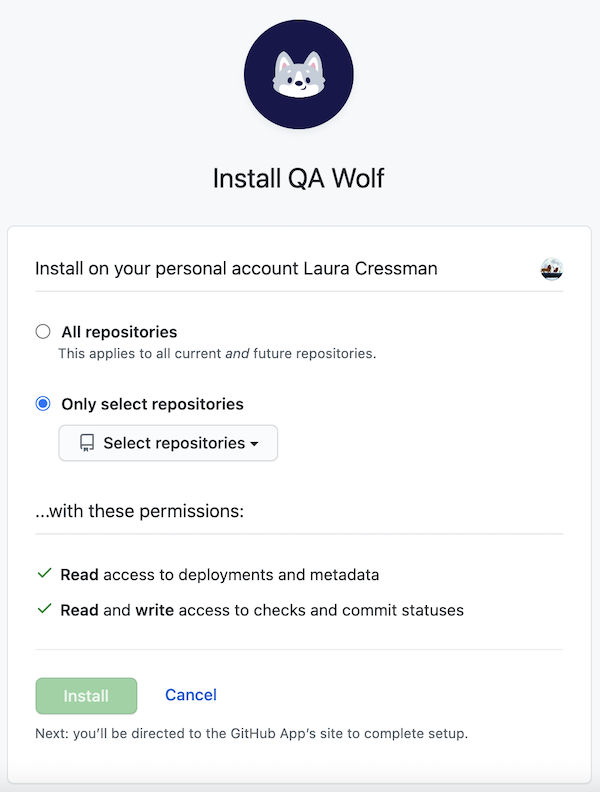 Install QA Wolf
Install on your personal account Laura Cressman
All repositories
This applies to all current and future repositories.
Only select repositories
Select repositories
...with these permissions:
Read access to deployments and metadata
Read and write access to checks and commit statuses
Install Cancel
Next: you'll be directed to the GitHub App's site to complete setup.